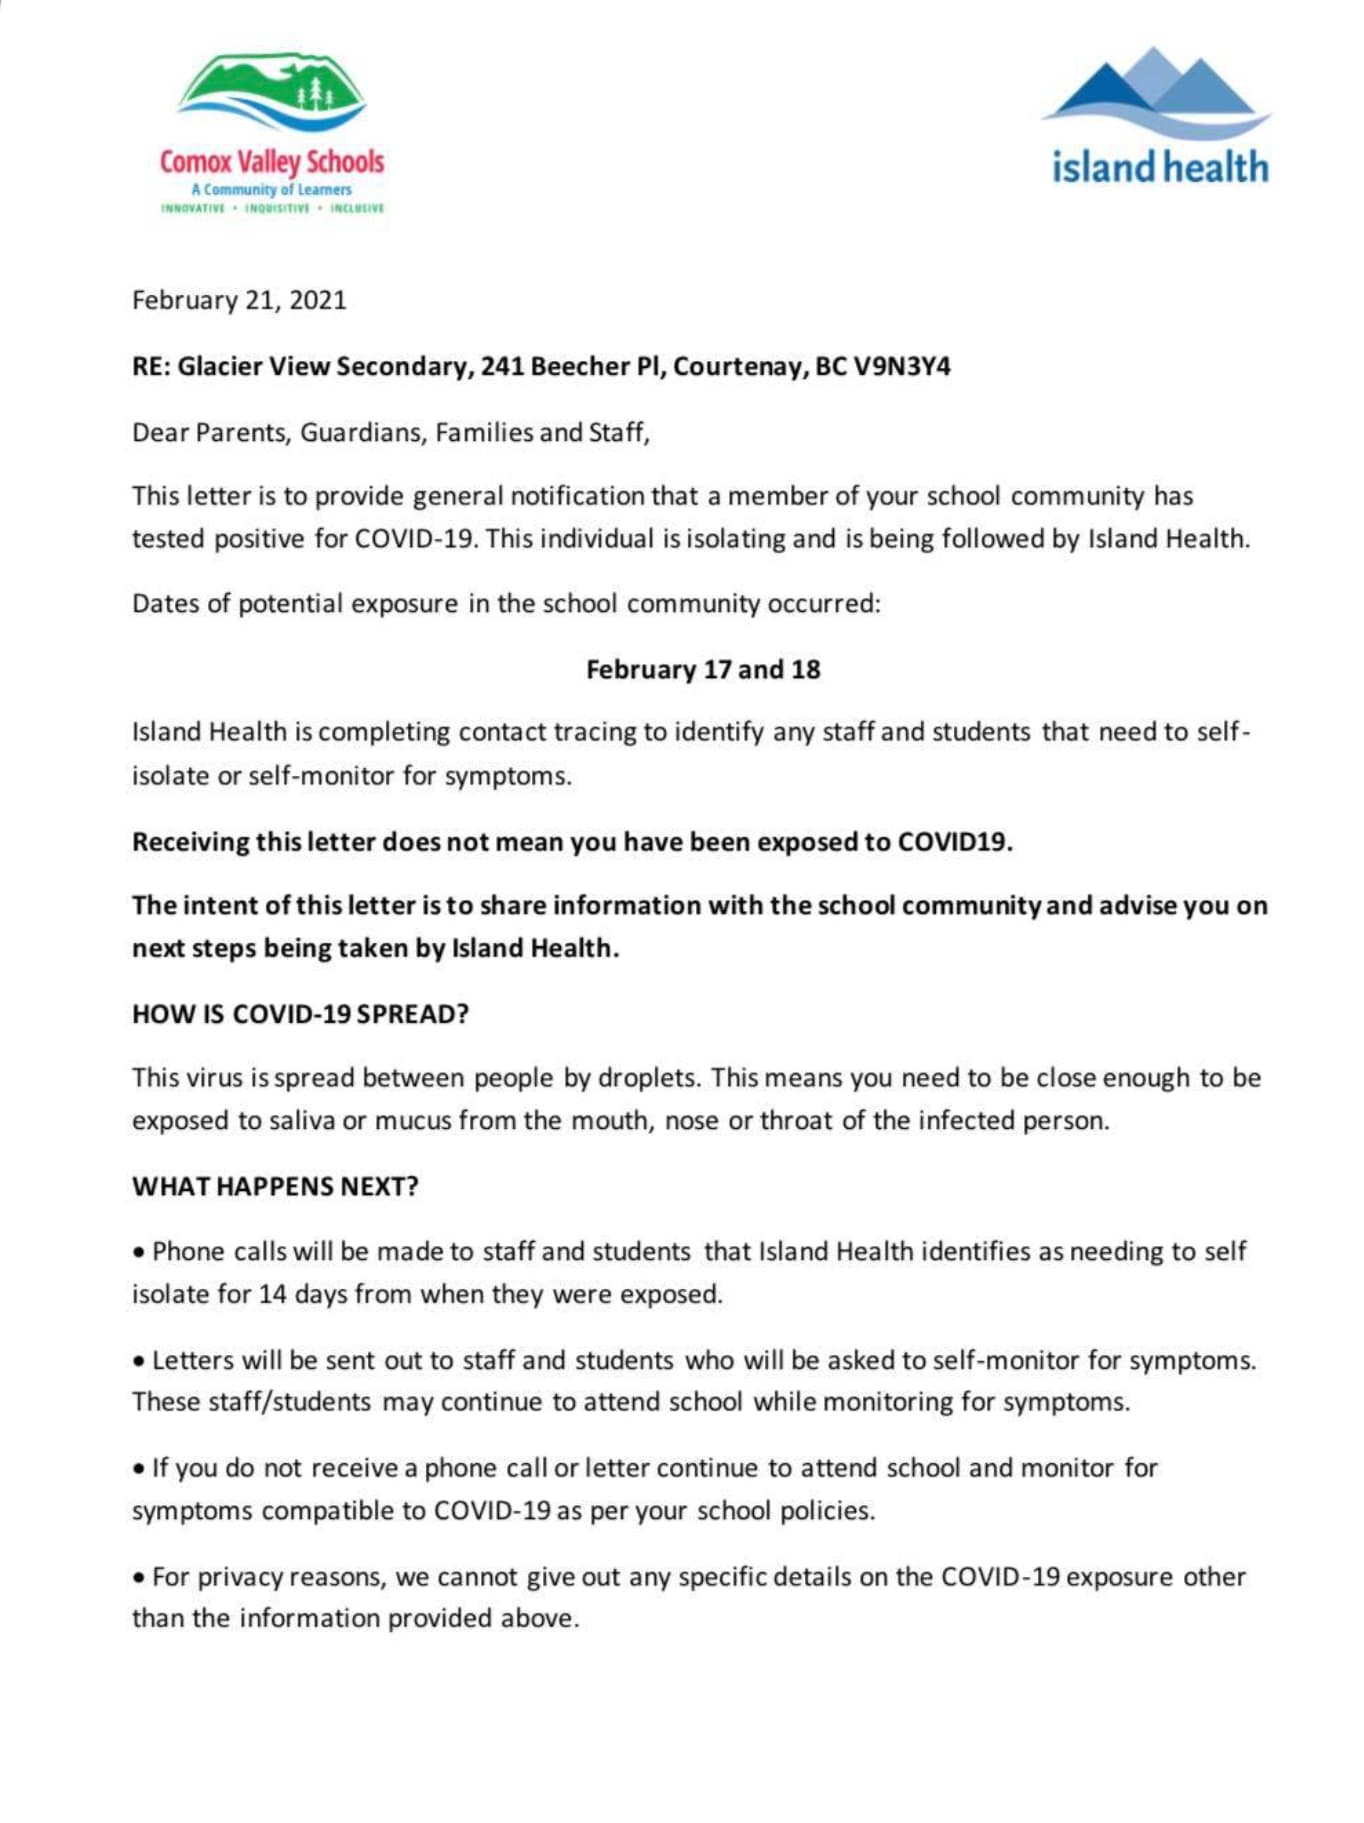 Comox Valley Schools
A Community of Learners
INNOVATIVE • INQUISITIVE • INCLUSIVE
island health
February 21, 2021
RE: Glacier View Secondary, 241 Beecher Pl, Courtenay, BC V9N3Y4
Dear Parents, Guardians, Families and Staff,
This letter is to provide general notification that a member of your school community has
tested positive for COVID-19. This individual is isolating and is being followed by Island Health.
Dates of potential exposure in the school community occurred:
February 17 and 18
Island Health is completing contact tracing to identify any staff and students that need to self-
isolate or self-monitor for symptoms.
Receiving this letter does not mean you have been exposed to COVID19.
The intent of this letter is to share information with the school community and advise you on
next steps being taken by Island Health.
HOW IS COVID-19 SPREAD?
This virus is spread between people by droplets. This means you need to be close enough to be
exposed to saliva or mucus from the mouth, nose or throat of the infected person.
WHAT HAPPENS NEXT?
• Phone calls will be made to staff and students that Island Health identifies as needing to self
isolate for 14 days from when they were exposed.
• Letters will be sent out to staff and students who will be asked to self-monitor for symptoms.
These staff/students may continue to attend school while monitoring for symptoms.
• If you do not receive a phone call or letter continue to attend school and monitor for
symptoms compatible to COVID-19 as per your school policies.
• For privacy reasons, we cannot give out any specific details on the COVID-19 exposure other
than the information provided above.